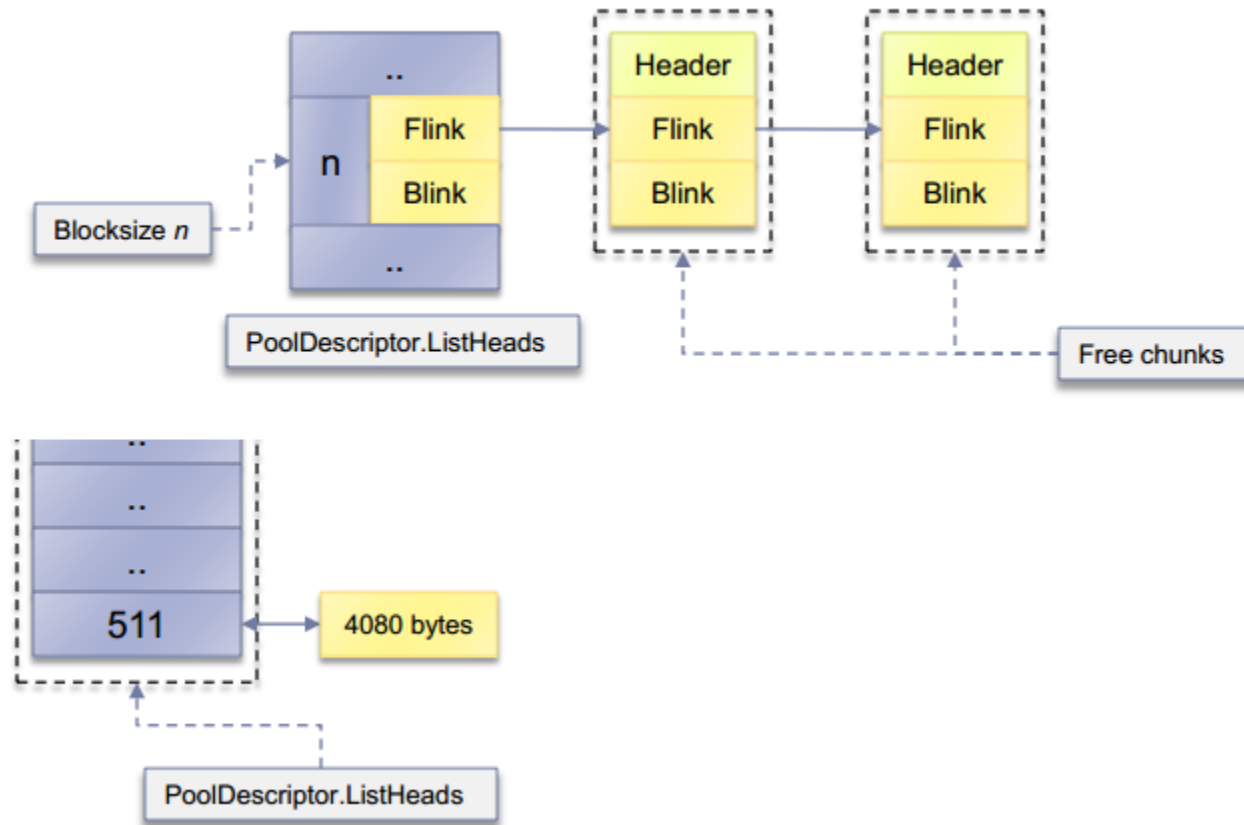 ..
Header
Header
Flink
Flink
Flink
n
Blink
Blink
Blink
Blocksize n
..
PoolDescriptor.ListHeads
Free chunks
..
..
..
511
4080 bytes
PoolDescriptor.ListHeads